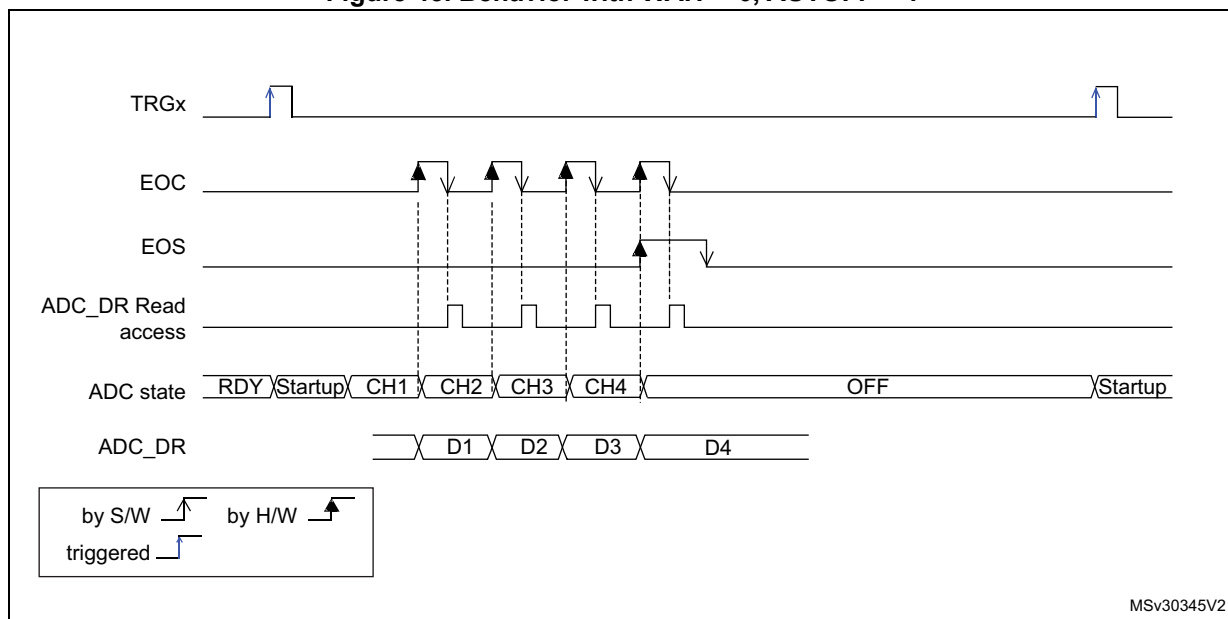 TRGx
EOC
EOS
ADC_DR Read
access
ADC state RDY Startup CH1 CH2 CH3 CH4 OFF Startup
ADC_DR D1 D2 D3 D4
by S/W by H/W
triggered
MSv30345V2